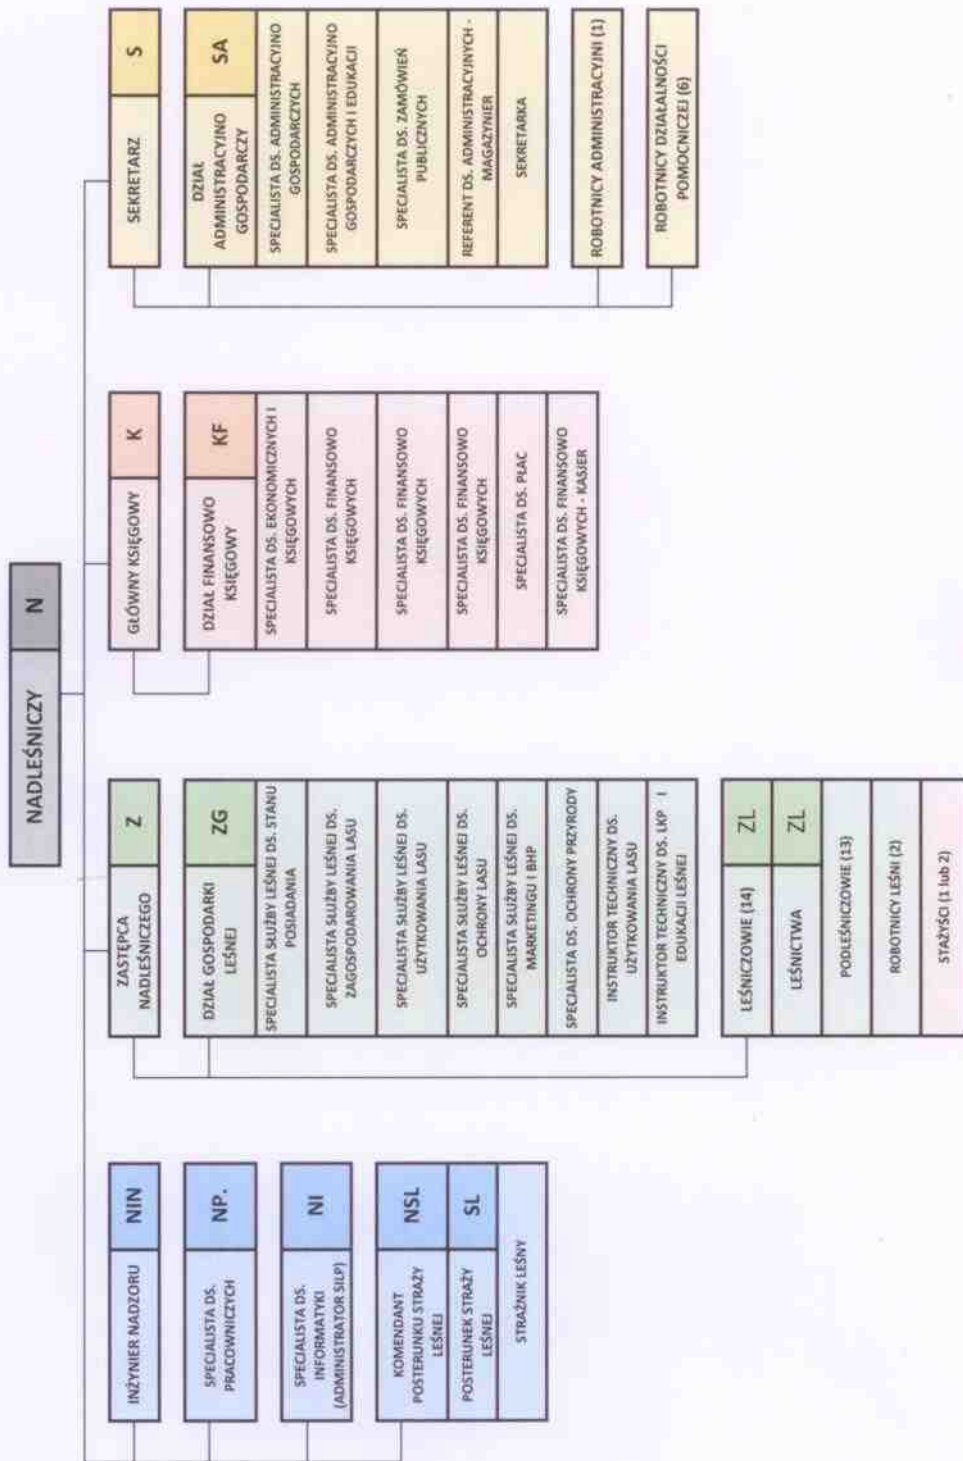 NADLEŚNICZY N
INŻYNIER NADZORU NIN
SPECJALISTA DS.
PRACOWNICZYCH
NP.
SPECJALISTA DS.
INFORMATYKI
(ADMINISTRATOR SILP)
NI
KOMENDANT
POSTERUNKU STRAŻY
LEŚNEJ
NSL
POSTERUNEK STRAŻY
LEŚNEJ
SL
STRAŻNIK LEŚNY
ZASTĘPCA
NADLEŚNICZEGO
Z
DZIAŁ GOSPODARKI
LEŚNEJ
ZG
SPECJALISTA SŁUŻBY LEŚNEJ DS. STANU
POSIADANIA
SPECJALISTA SŁUŻBY LEŚNEJ DS.
ZAGOSPODAROWANIA LASU
SPECJALISTA SŁUŻBY LEŚNEJ DS.
UŻYTKOWANIA LASU
SPECJALISTA SŁUŻBY LEŚNEJ DS.
OCHRONY LASU
SPECJALISTA SŁUŻBY LEŚNEJ DS.
MARKETINGU I BHP
SPECJALISTA DS. OCHRONY PRZYRODY
INSTRUKTOR TECHNICZNY DS.
UŻYTKOWANIA LASU
INSTRUKTOR TECHNICZNY DS. LKP I
EDUKACJI LEŚNEJ
LEŚNICZOWIE (14) ZL
LEŚNICTWA ZL
PODLEŚNICZOWIE (13)
ROBOTNICY LEŚNI (2)
STAŻYŚCI (1 lub 2)
GŁÓWNY KSIĘGOWY K
DZIAŁ FINANSOWO
KSIĘGOWY
KF
SPECJALISTA DS. EKONOMICZNYCH I
KSIĘGOWYCH
SPECJALISTA DS. FINANSOWO
KSIĘGOWYCH
SPECJALISTA DS. FINANSOWO
KSIĘGOWYCH
SPECJALISTA DS. FINANSOWO
KSIĘGOWYCH
SPECJALISTA DS. PŁAC
SPECJALISTA DS. FINANSOWO
KSIĘGOWYCH - KASJER
SEKRETARZ S
DZIAŁ
ADMINISTRACYJNO
GOSPODARCZY
SA
SPECJALISTA DS. ADMINISTRACYJNO
GOSPODARCZYCH
SPECJALISTA DS. ADMINISTRACYJNO
GOSPODARCZYCH I EDUKACJI
SPECJALISTA DS. ZAMÓWIEŃ
PUBLICZNYCH
REFERENT DS. ADMINISTRACYJNYCH -
MAGAZYNIER
SEKRETARKA
ROBOTNICY ADMINISTRACYJNI (1)
ROBOTNICY DZIAŁALNOŚCI
POMOCNICZEJ (6)